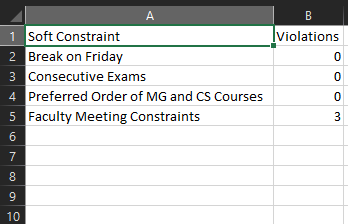 A B
1 Soft Constraint Violations
2 Break on Friday 0
3 Consecutive Exams 0
4 Preferred Order of MG and CS Courses 0
5 Faculty Meeting Constraints 3
6
7
8
9
10